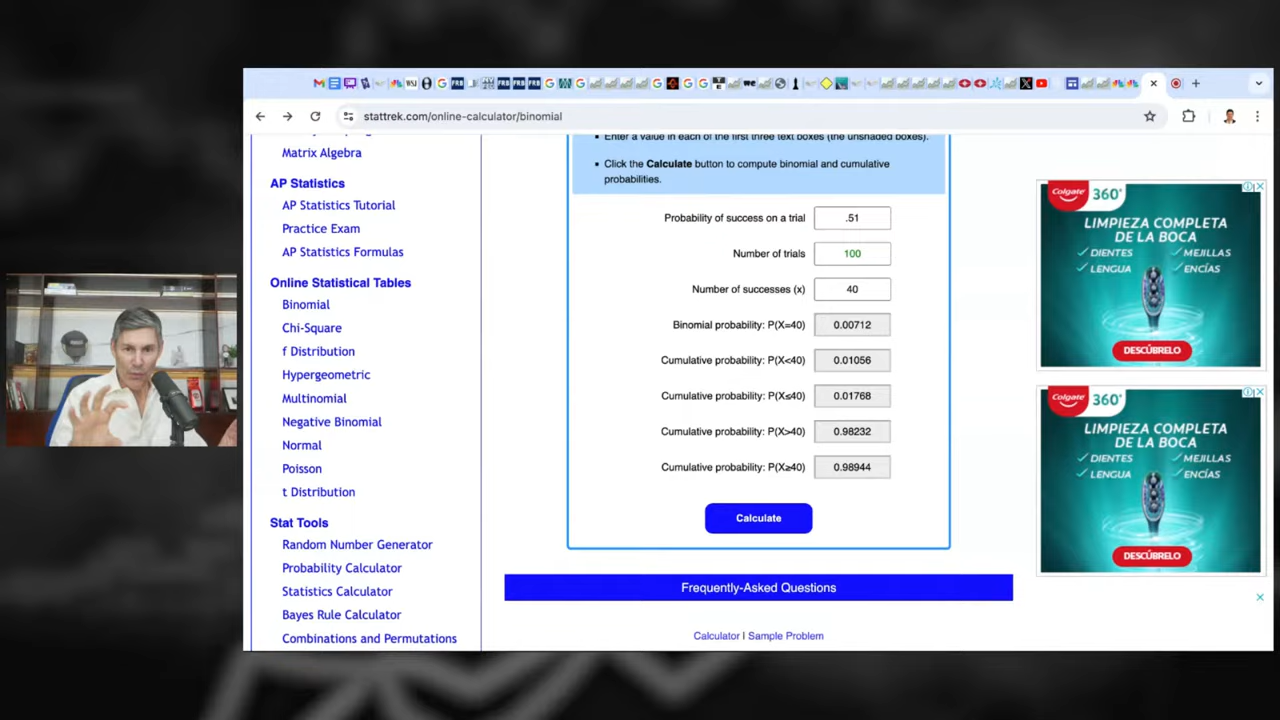 stattrek.com/online-calculator/binomial
Matrix Algebra
AP Statistics
AP Statistics Tutorial
Practice Exam
AP Statistics Formulas
Online Statistical Tables
Binomial
Chi-Square
f Distribution
Hypergeometric
Multinomial
Negative Binomial
Normal
Poisson
t Distribution
Stat Tools
Random Number Generator
Probability Calculator
Statistics Calculator
Bayes Rule Calculator
Combinations and Permutations
Enter a value in each of the first three text boxes (the unshaded boxes).
Click the Calculate button to compute binomial and cumulative
probabilities.
Probability of success on a trial .51
Number of trials 100
Number of successes (x) 40
Binomial probability: P(X=40) 0.00712
Cumulative probability: P(X<40) 0.01056
Cumulative probability: P(X≤40) 0.01768
Cumulative probability: P(X>40) 0.98232
Cumulative probability: P(X≥40) 0.98944
Calculate
Frequently-Asked Questions
Calculator | Sample Problem
Colgate 360°
LIMPIEZA COMPLETA
DE LA BOCA
DIENTES MEJILLAS
LENGUA ENCÍAS
DESCÚBRELO
Colgate 360°
LIMPIEZA COMPLETA
DE LA BOCA
DIENTES MEJILLAS
LENGUA ENCÍAS
DESCÚBRELO